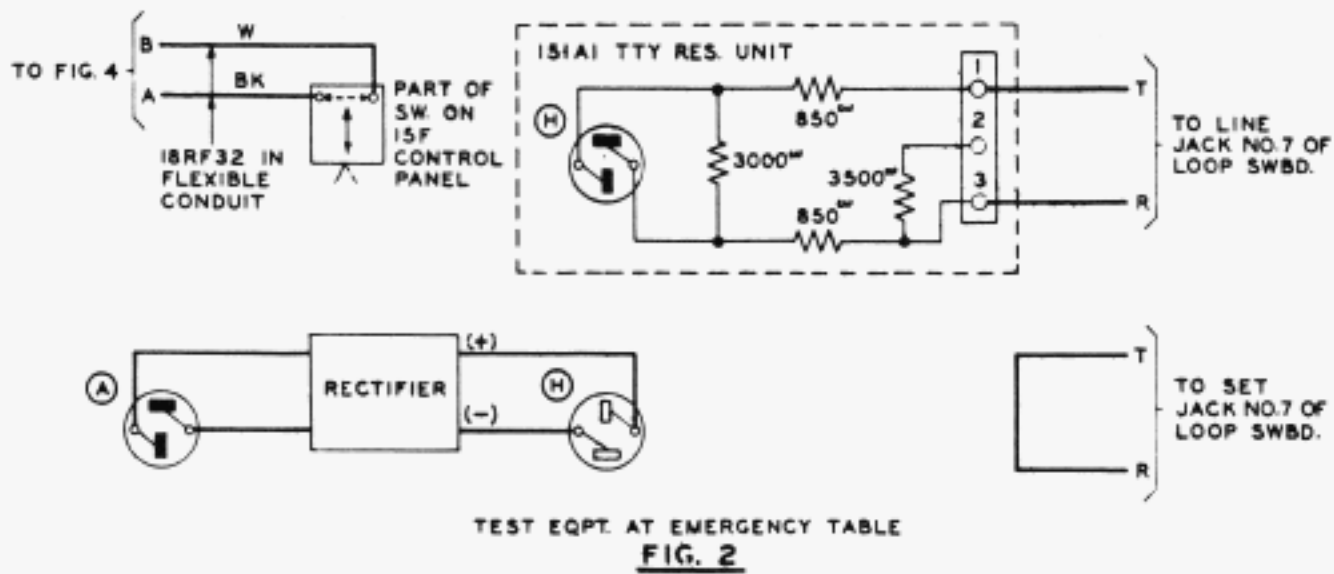 TO FIG. 4
B
W
A
BK
18RF32 IN
FLEXIBLE
CONDUIT
PART OF
SW. ON
15F
CONTROL
PANEL
151A1 TTY RES. UNIT
H
850ω
3000ω
3500ω
850ω
1
2
3
T
R
TO LINE
JACK NO.7 OF
LOOP SWBD.
A
RECTIFIER
(+)
(-)
H
T
R
TO SET
JACK NO.7 OF
LOOP SWBD.
TEST EQPT. AT EMERGENCY TABLE
FIG. 2